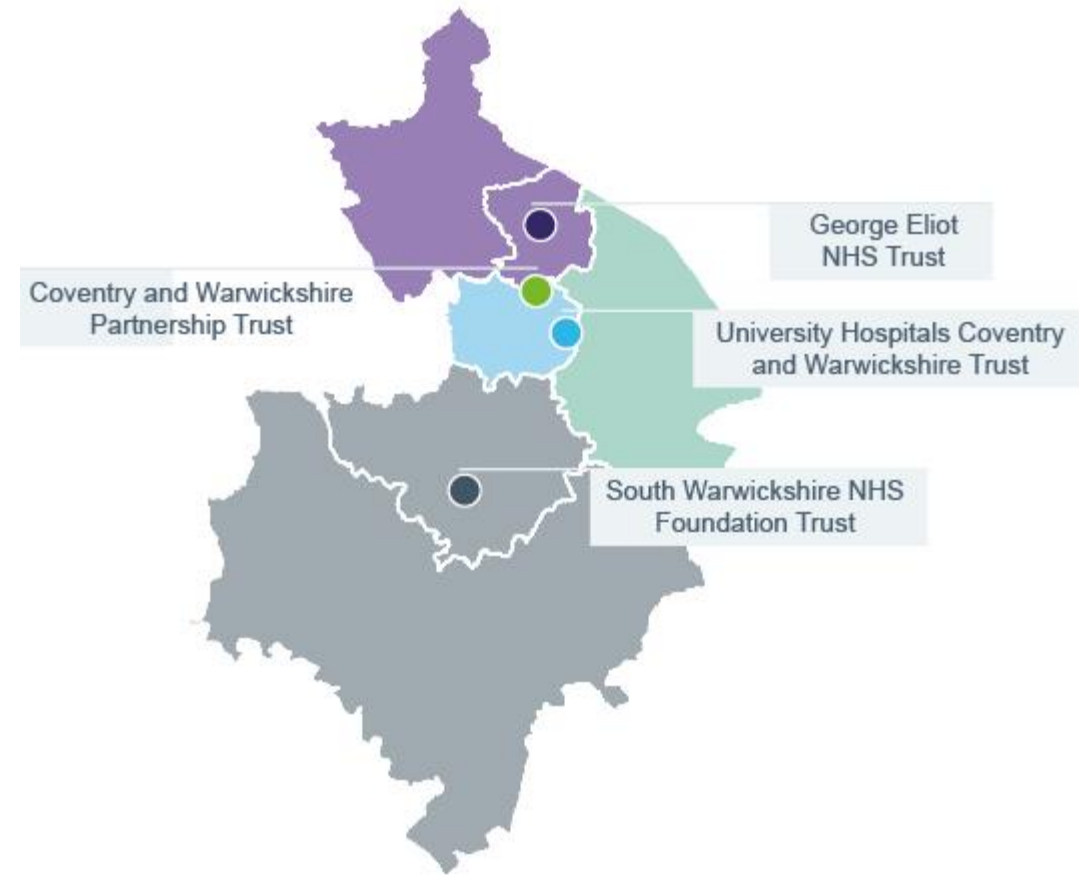 George Eliot
NHS Trust
Coventry and Warwickshire
Partnership Trust
University Hospitals Coventry
and Warwickshire Trust
South Warwickshire NHS
Foundation Trust